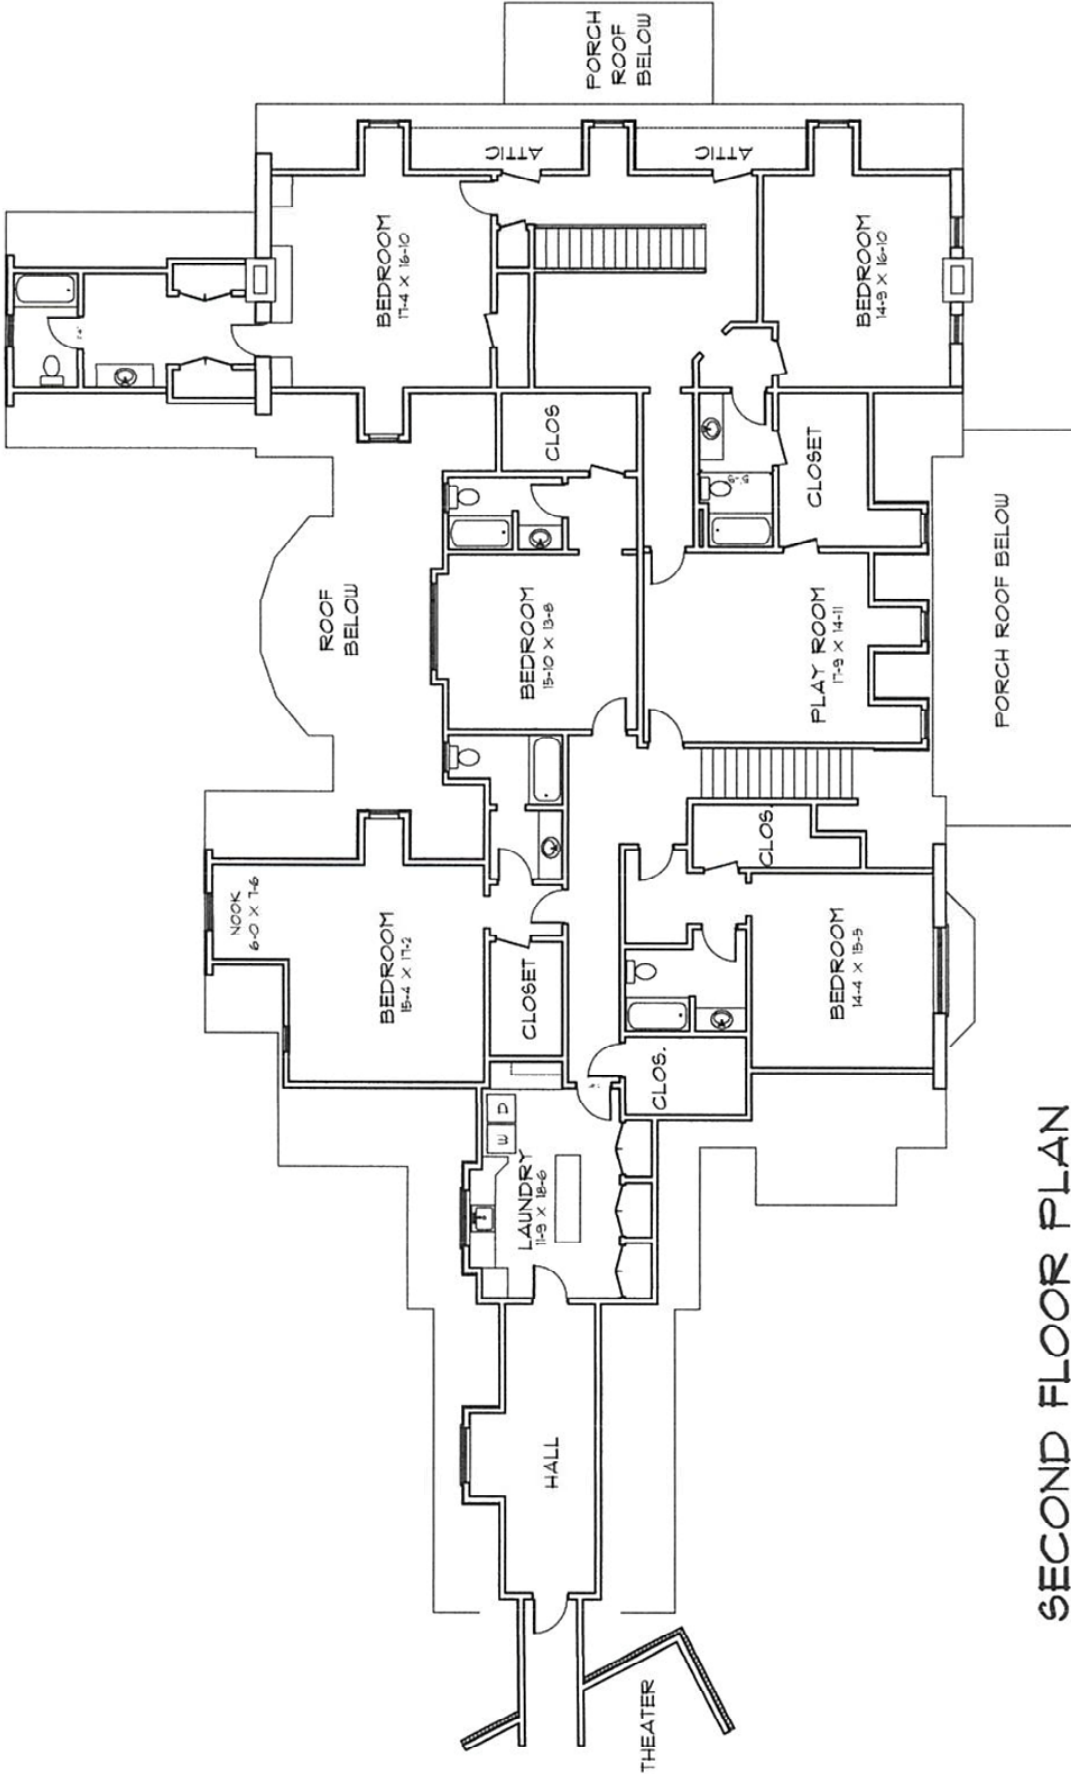 PORCH
ROOF
BELOW
ATTIC
ATTIC
BEDROOM
17-4 X 16-10
BEDROOM
14-9 X 16-10
CLOS
CLOSET
5'-5"
ROOF
BELOW
BEDROOM
15-10 X 13-8
PLAY ROOM
17-9 X 14-11
PORCH ROOF BELOW
CLOS.
NOOK
6-0 X 7-6
BEDROOM
15-4 X 17-2
CLOSET
BEDROOM
14-4 X 15-5
CLOS.
W D
LAUNDRY
11-9 X 18-6
HALL
THEATER
SECOND FLOOR PLAN